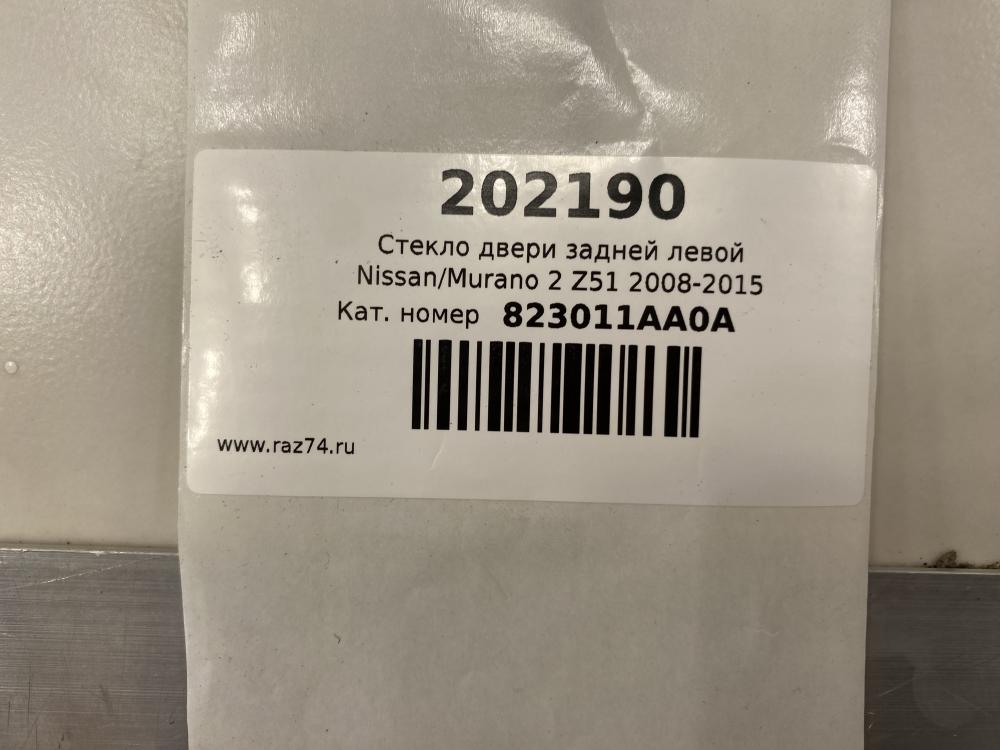 202190
Стекло двери задней левой
Nissan/Murano 2 Z51 2008-2015
Кат. номер 823011AA0A
www.raz74.ru